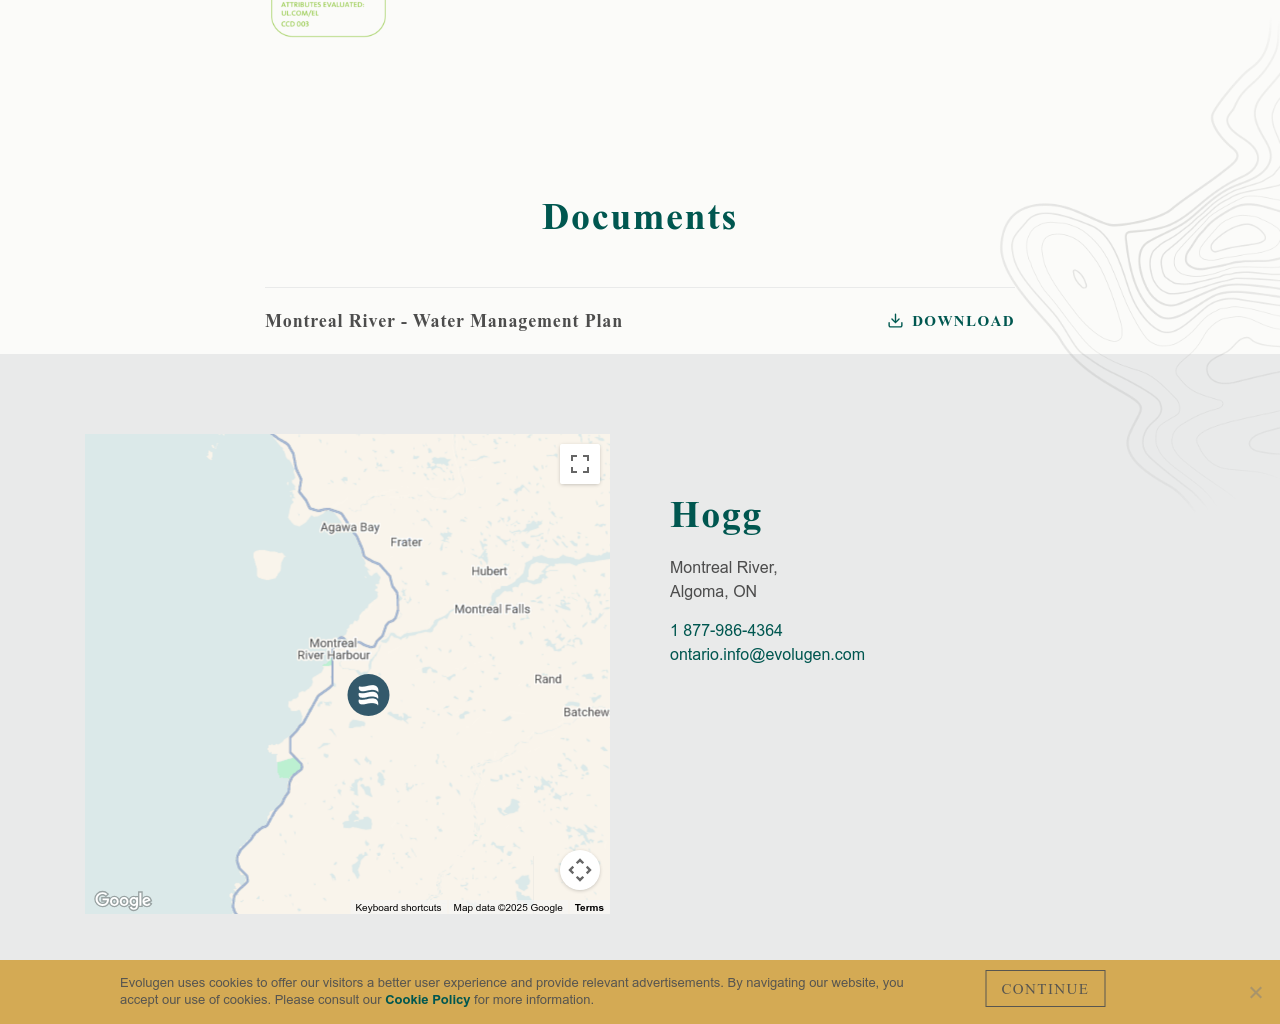 ATTRIBUTES EVALUATED:
UL.COM/EL
CCD 003
Documents
Montreal River - Water Management Plan
DOWNLOAD
Agawa Bay
Frater
Hubert
Montreal Falls
Montreal
River Harbour
Rand
Batchew
Google
Keyboard shortcuts
Map data ©2025 Google
Terms
Hogg
Montreal River,
Algoma, ON
1 877-986-4364
ontario.info@evolugen.com
Evolugen uses cookies to offer our visitors a better user experience and provide relevant advertisements. By navigating our website, you
accept our use of cookies. Please consult our Cookie Policy for more information.
CONTINUE